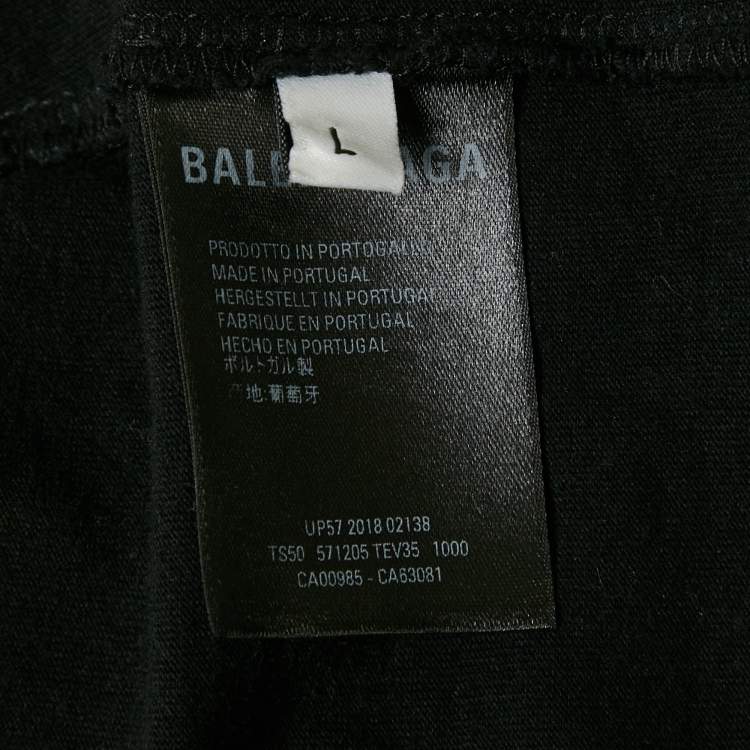 L
BALE AGA
PRODOTTO IN PORTOGALLO
MADE IN PORTUGAL
HERGESTELLT IN PORTUGAL
FABRIQUE EN PORTUGAL
HECHO EN PORTUGAL
ポルトガル製
产地:葡萄牙
UP57 2018 02138
TS50 571205 TEV35 1000
CA00985 - CA63081